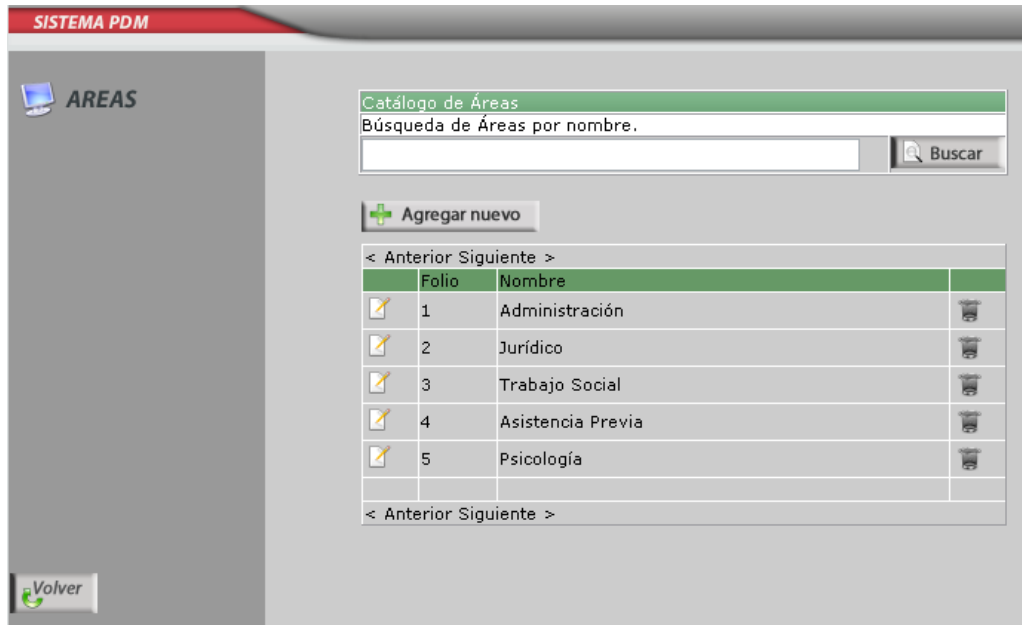 SISTEMA PDM
AREAS
Catálogo de Áreas
Búsqueda de Áreas por nombre.
Buscar
Agregar nuevo
< Anterior Siguiente >
Folio Nombre
1 Administración
2 Jurídico
3 Trabajo Social
4 Asistencia Previa
5 Psicología
< Anterior Siguiente >
Volver